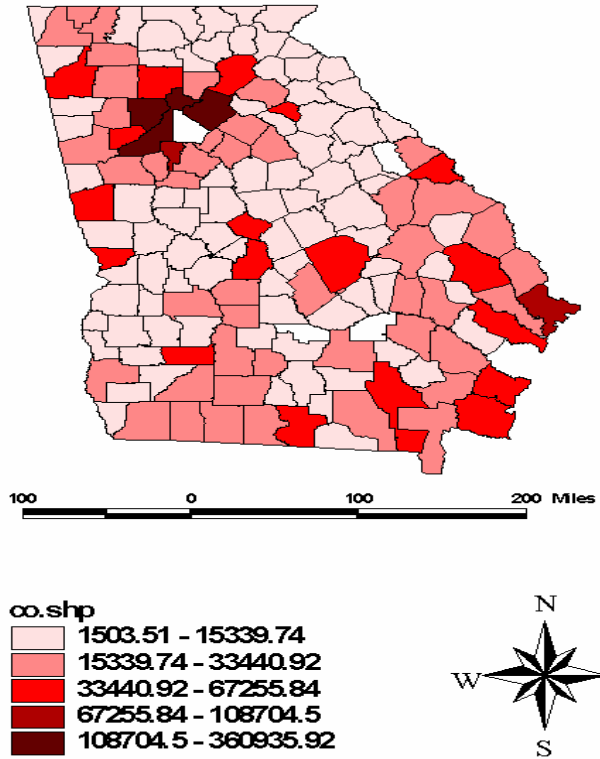 100 0 100 200 Miles
co.shp
1503.51 - 15339.74
15339.74 - 33440.92
33440.92 - 67255.84
67255.84 - 108704.5
108704.5 - 360935.92
N
W
S